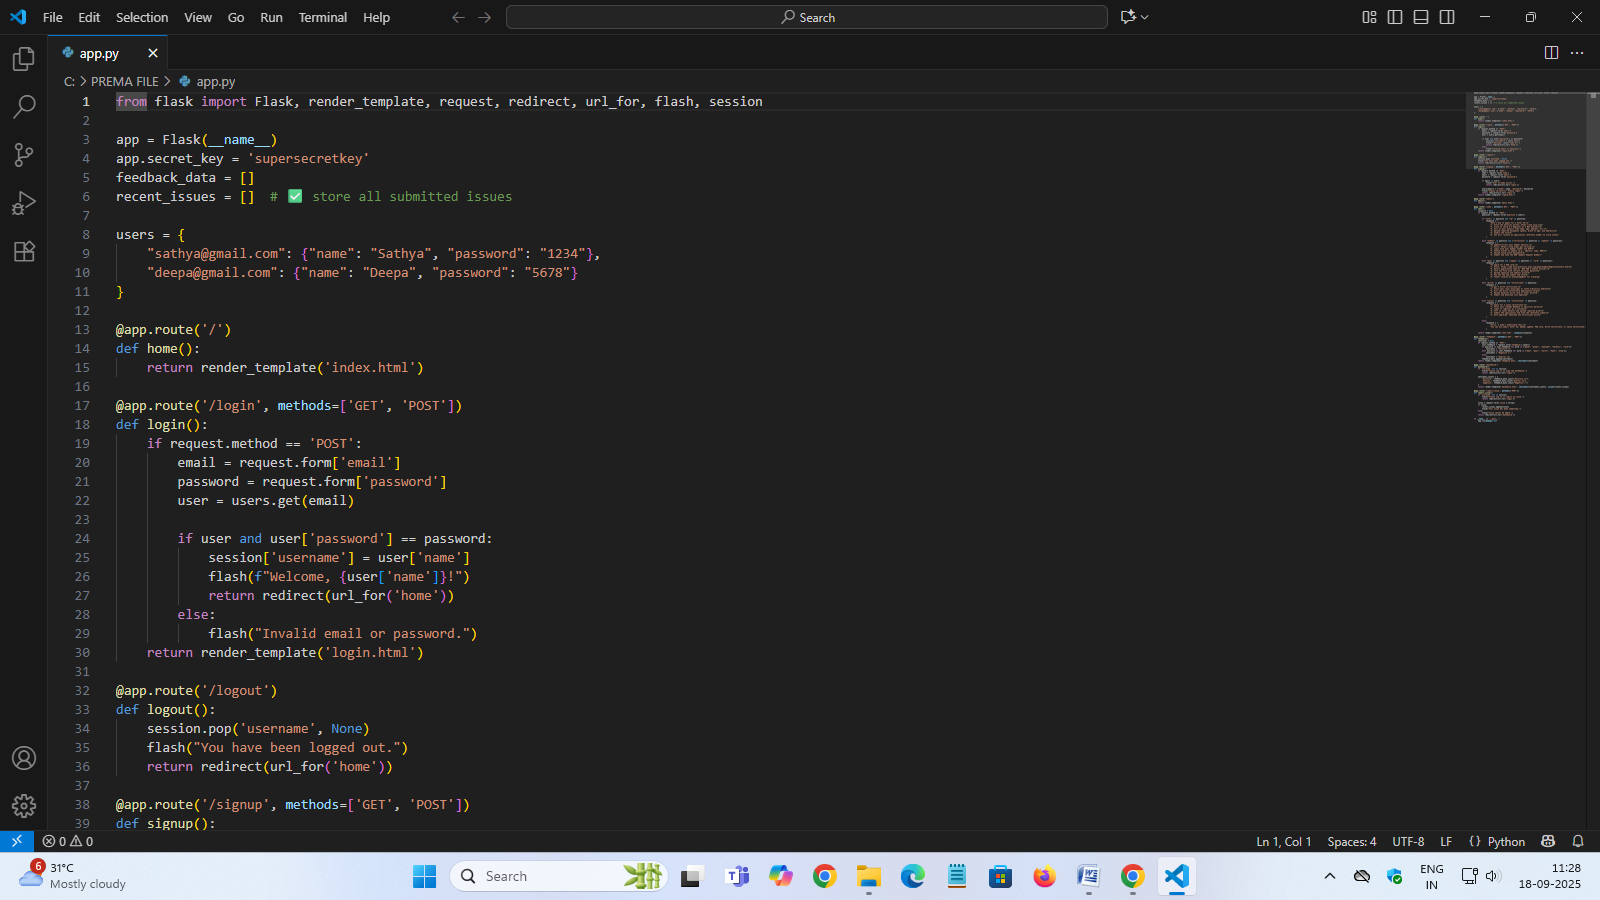 File Edit Selection View Go Run Terminal Help
Search
app.py
C: > PREMA FILE > app.py
1 from flask import Flask, render_template, request, redirect, url_for, flash, session
2
3 app = Flask(__name__)
4 app.secret_key = 'supersecretkey'
5 feedback_data = []
6 recent_issues = []  # ✅ store all submitted issues
7
8 users = {
9     "sathya@gmail.com": {"name": "Sathya", "password": "1234"},
10     "deepa@gmail.com": {"name": "Deepa", "password": "5678"}
11 }
12
13 @app.route('/')
14 def home():
15     return render_template('index.html')
16
17 @app.route('/login', methods=['GET', 'POST'])
18 def login():
19     if request.method == 'POST':
20         email = request.form['email']
21         password = request.form['password']
22         user = users.get(email)
23
24         if user and user['password'] == password:
25             session['username'] = user['name']
26             flash(f"Welcome, {user['name']}!")
27             return redirect(url_for('home'))
28         else:
29             flash("Invalid email or password.")
30     return render_template('login.html')
31
32 @app.route('/logout')
33 def logout():
34     session.pop('username', None)
35     flash("You have been logged out.")
36     return redirect(url_for('home'))
37
38 @app.route('/signup', methods=['GET', 'POST'])
39 def signup():
0 0 Ln 1, Col 1 Spaces: 4 UTF-8 LF {} Python
6 31°C
Mostly cloudy
Search
ENG
IN
11:28
18-09-2025